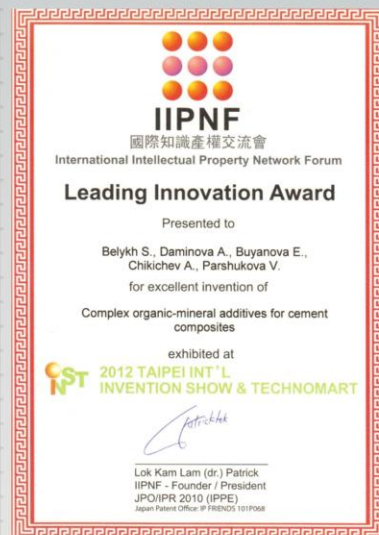 IIPNF
國際知識產權交流會
International Intellectual Property Network Forum
Leading Innovation Award
Presented to
Belykh S., Daminova A., Buyanova E.,
Chikichev A., Parshukova V.
for excellent invention of
Complex organic-mineral additives for cement
composites
exhibited at
INST
2012 TAIPEI INT'L
INVENTION SHOW & TECHNOMART
Lok Kam Lam (dr.) Patrick
IIPNF - Founder / President
JPO/IPR 2010 (IPPE)
Japan Patent Office: IP FRIENDS 101P068